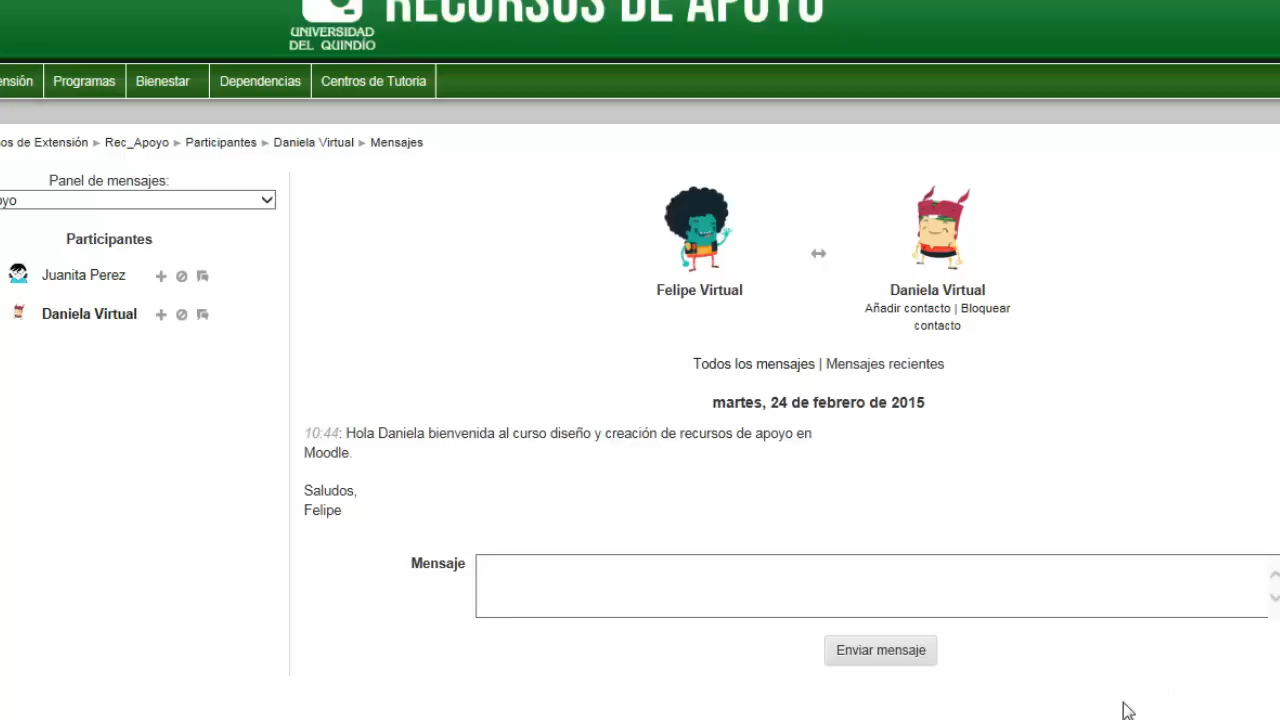 RECURSOS DE APOYO
UNIVERSIDAD
DEL QUINDÍO
Programas
Bienestar
Dependencias
Centros de Tutoria
de Extensión ► Rec_Apoyo ► Participantes ► Daniela Virtual ► Mensajes
Panel de mensajes:
Participantes
Juanita Perez
Daniela Virtual
Felipe Virtual
Daniela Virtual
Añadir contacto | Bloquear
contacto
Todos los mensajes | Mensajes recientes
martes, 24 de febrero de 2015
10:44: Hola Daniela bienvenida al curso diseño y creación de recursos de apoyo en
Moodle.
Saludos,
Felipe
Mensaje
Enviar mensaje